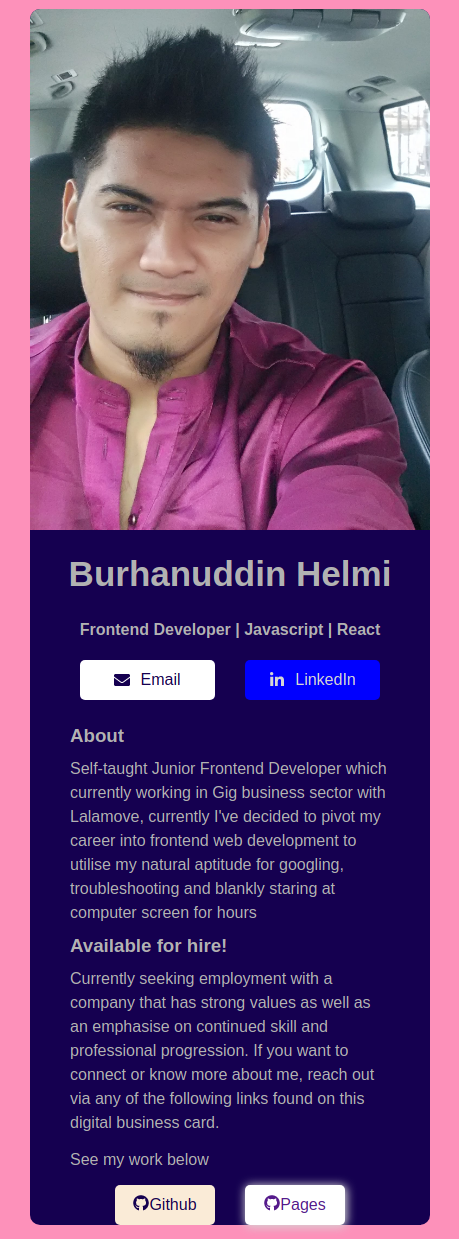 Burhanuddin Helmi
Frontend Developer | Javascript | React
Email
LinkedIn
About
Self-taught Junior Frontend Developer which
currently working in Gig business sector with
Lalamove, currently I've decided to pivot my
career into frontend web development to
utilise my natural aptitude for googling,
troubleshooting and blankly staring at
computer screen for hours
Available for hire!
Currently seeking employment with a
company that has strong values as well as
an emphasise on continued skill and
professional progression. If you want to
connect or know more about me, reach out
via any of the following links found on this
digital business card.
See my work below
Github
Pages